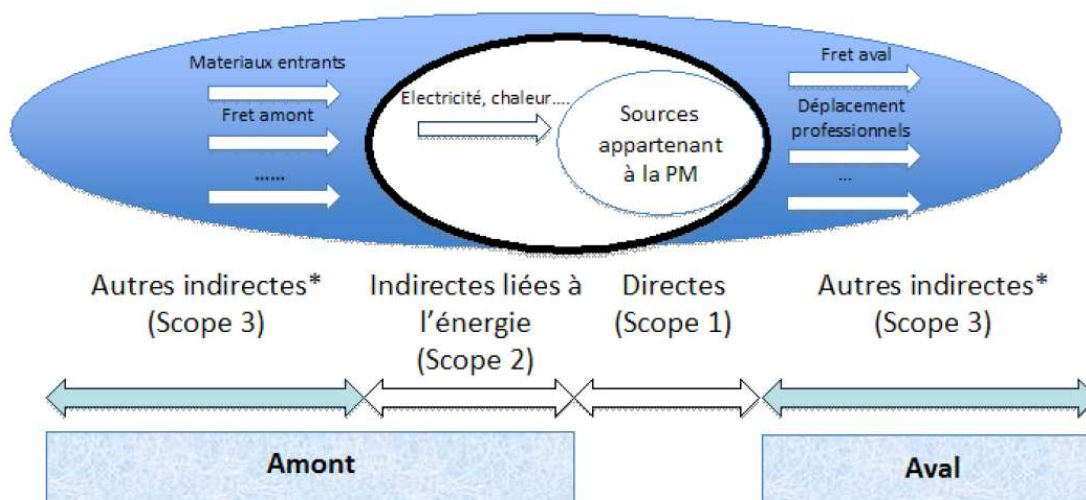 Materiaux entrants
Fret amont
......
Electricité, chaleur....
Sources
appartenant
à la PM
Fret aval
Déplacement
professionnels
...
Autres indirectes*
(Scope 3)
Indirectes liées à
l'énergie
(Scope 2)
Directes
(Scope 1)
Autres indirectes*
(Scope 3)
Amont
Aval